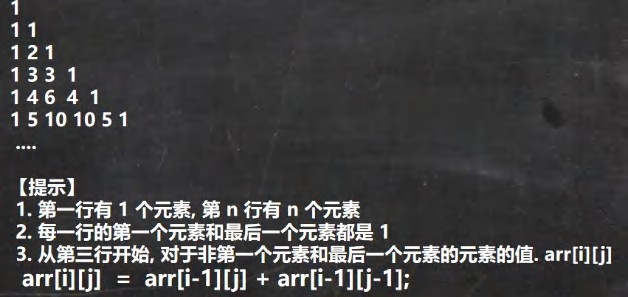 1
1 1
1 2 1
1 3 3 1
1 4 6 4 1
1 5 10 10 5 1
....
【提示】
1. 第一行有 1 个元素, 第 n 行有 n 个元素
2. 每一行的第一个元素和最后一个元素都是 1
3. 从第三行开始, 对于非第一个元素和最后一个元素的元素的值. arr[i][j]
arr[i][j] = arr[i-1][j] + arr[i-1][j-1];